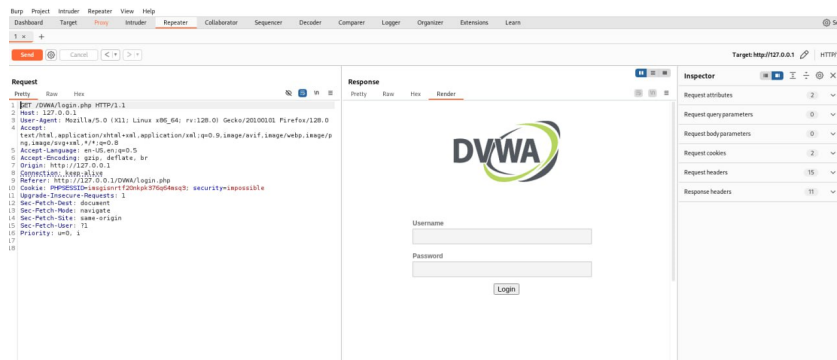 Burp Project Intruder Repeater View Help
Dashboard Target Proxy Intruder Repeater Collaborator Sequencer Decoder Comparer Logger Organizer Extensions Learn
1 × +
Send Cancel < >
Target: http://127.0.0.1
Request
Pretty Raw Hex
1 GET /DVWA/login.php HTTP/1.1
2 Host: 127.0.0.1
3 User-Agent: Mozilla/5.0 (X11; Linux x86_64; rv:128.0) Gecko/20100101 Firefox/128.0
4 Accept:
text/html,application/xhtml+xml,application/xml;q=0.9,image/avif,image/webp,image/p
ng,image/svg+xml,*/*;q=0.8
5 Accept-Language: en-US,en;q=0.5
6 Accept-Encoding: gzip, deflate, br
7 Origin: http://127.0.0.1
8 Connection: keep-alive
9 Referer: http://127.0.0.1/DVWA/login.php
10 Cookie: PHPSESSID=imsgisnrtf20nkpk376q64msq3; security=impossible
11 Upgrade-Insecure-Requests: 1
12 Sec-Fetch-Dest: document
13 Sec-Fetch-Mode: navigate
14 Sec-Fetch-Site: same-origin
15 Sec-Fetch-User: ?1
16 Priority: u=0, i
17
18
Response
Pretty Raw Hex Render
DVWA
Username
Password
Login
Inspector
Request attributes 2
Request query parameters 0
Request body parameters 0
Request cookies 2
Request headers 15
Response headers 11